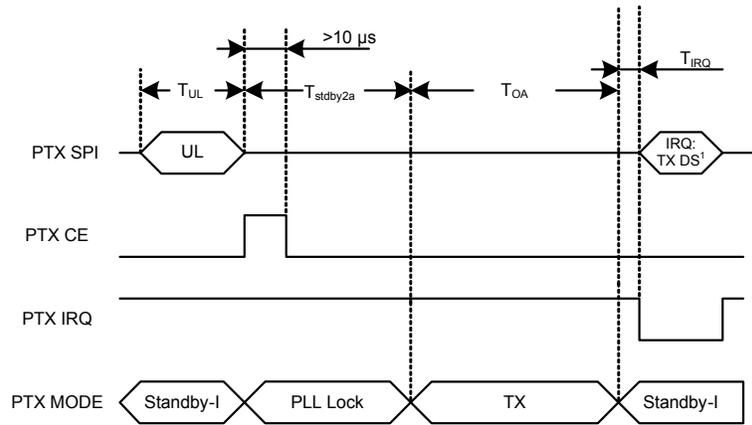 >10 µs
TIRQ
TUL
Tstdby2a
TOA
PTX SPI
UL
IRQ:
TX DS¹
PTX CE
PTX IRQ
PTX MODE
Standby-I
PLL Lock
TX
Standby-I